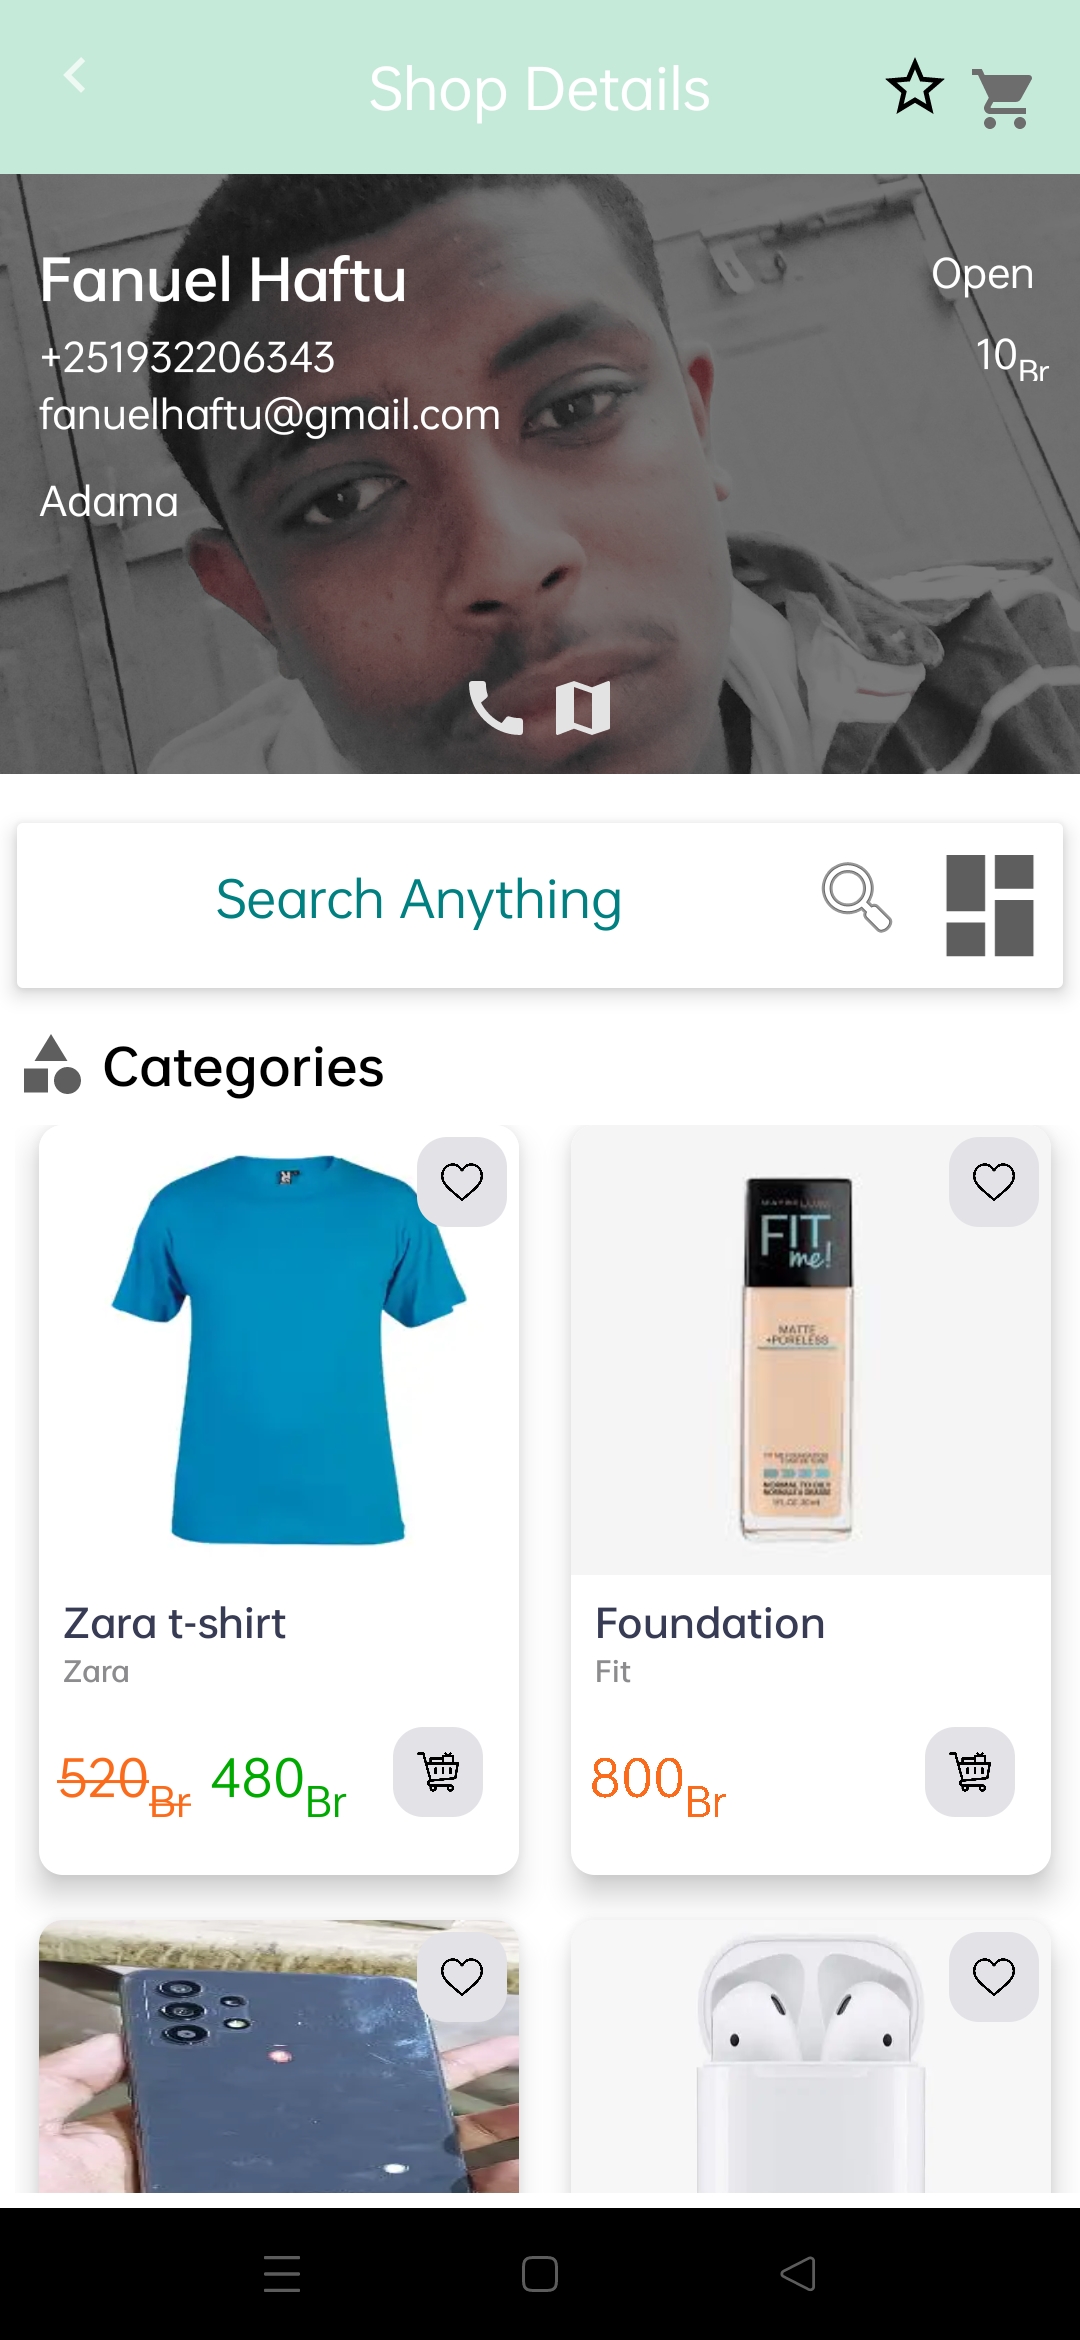 Shop Details
Fanuel Haftu
Open
+251932206343
10Br
fanuelhaftu@gmail.com
Adama
Search Anything
Categories
FIT
me!
MATTE
+PORELESS
Zara t-shirt
Foundation
Zara
Fit
520Br 480Br
800Br